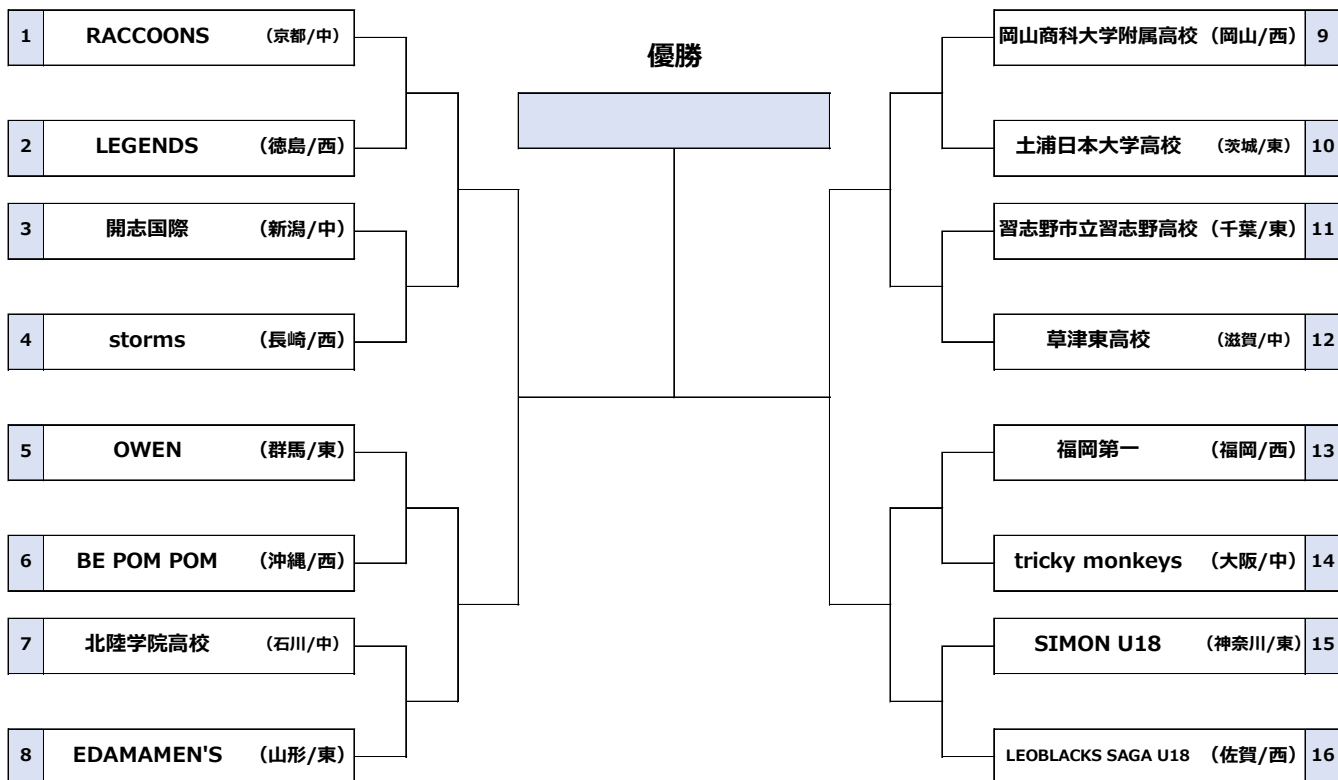 優勝
1 RACCOONS （京都/中）
2 LEGENDS （徳島/西）
3 開志国際 （新潟/中）
4 storms （長崎/西）
5 OWEN （群馬/東）
6 BE POM POM （沖縄/西）
7 北陸学院高校 （石川/中）
8 EDAMAMEN'S （山形/東）
岡山商科大学附属高校 （岡山/西） 9
土浦日本大学高校 （茨城/東） 10
習志野市立習志野高校 （千葉/東） 11
草津東高校 （滋賀/中） 12
福岡第一 （福岡/西） 13
tricky monkeys （大阪/中） 14
SIMON U18 （神奈川/東） 15
LEOBLACKS SAGA U18 （佐賀/西） 16